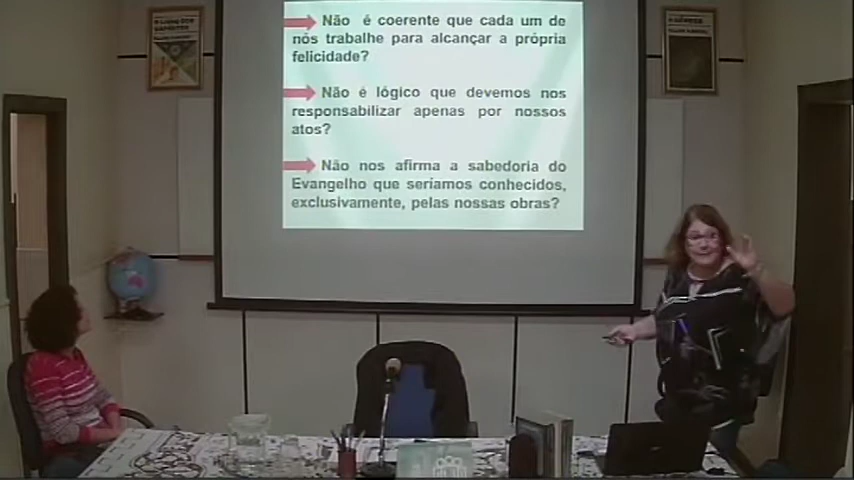 Não é coerente que cada um de
nós trabalhe para alcançar a própria
felicidade?
Não é lógico que devemos nos
responsabilizar apenas por nossos
atos?
Não nos afirma a sabedoria do
Evangelho que seríamos conhecidos,
exclusivamente, pelas nossas obras?